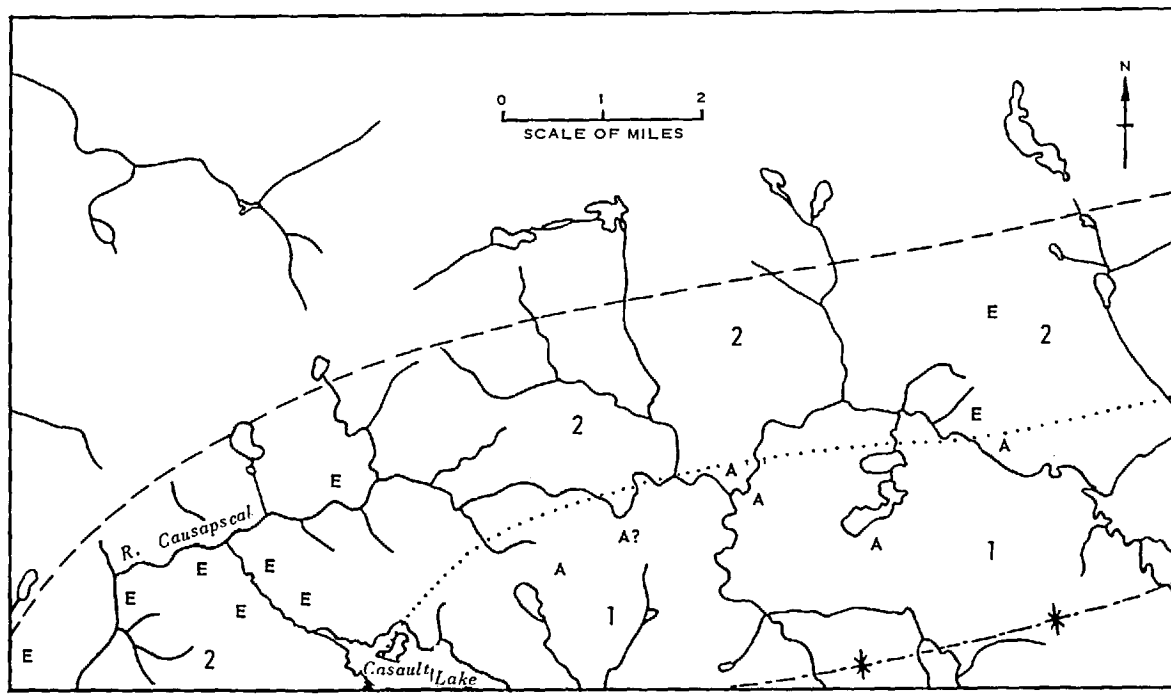 N
0 1 2
SCALE OF MILES
E
2 2
E
2
A
A
E
A
R. Causapscal
A?
A
1
E E
A
1
E
E E
E
2
Casault Lake